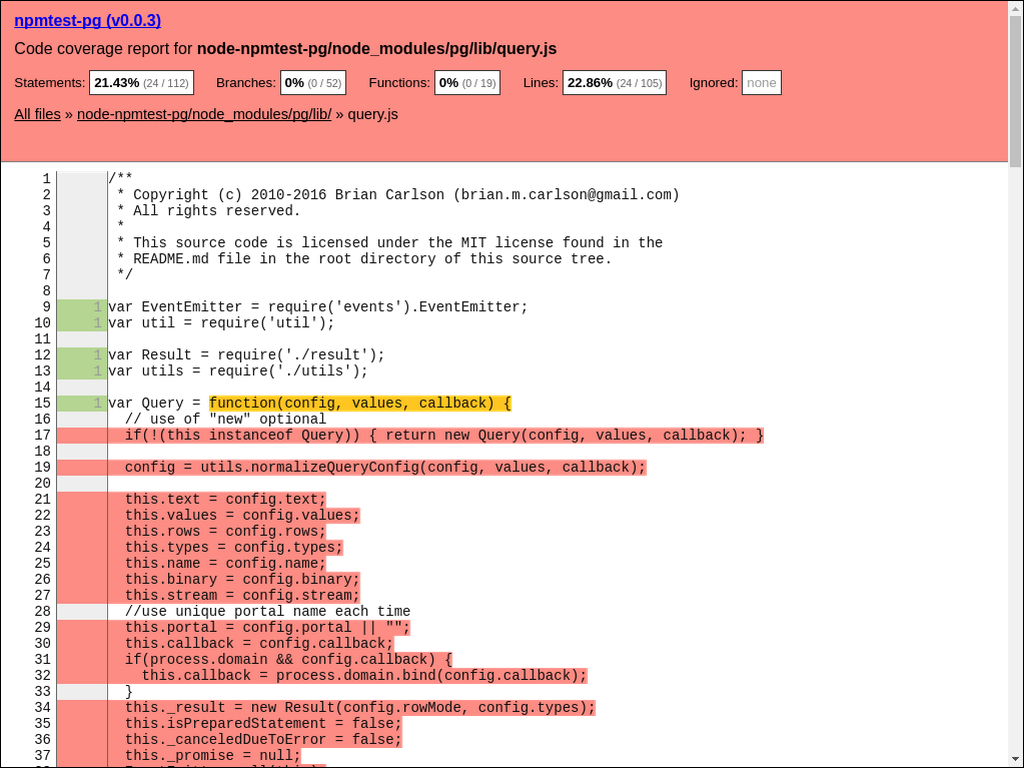 npmtest-pg (v0.0.3)
Code coverage report for node-npmtest-pg/node_modules/pg/lib/query.js
Statements: 21.43% (24 / 112) Branches: 0% (0 / 52) Functions: 0% (0 / 19) Lines: 22.86% (24 / 105) Ignored: none
All files » node-npmtest-pg/node_modules/pg/lib/ » query.js
1 /**
2  * Copyright (c) 2010-2016 Brian Carlson (brian.m.carlson@gmail.com)
3  * All rights reserved.
4  *
5  * This source code is licensed under the MIT license found in the
6  * README.md file in the root directory of this source tree.
7  */
8
9 1 var EventEmitter = require('events').EventEmitter;
10 1 var util = require('util');
11
12 1 var Result = require('./result');
13 1 var utils = require('./utils');
14
15 1 var Query = function(config, values, callback) {
16   // use of "new" optional
17   if(!(this instanceof Query)) { return new Query(config, values, callback); }
18
19   config = utils.normalizeQueryConfig(config, values, callback);
20
21   this.text = config.text;
22   this.values = config.values;
23   this.rows = config.rows;
24   this.types = config.types;
25   this.name = config.name;
26   this.binary = config.binary;
27   this.stream = config.stream;
28   //use unique portal name each time
29   this.portal = config.portal || "";
30   this.callback = config.callback;
31   if(process.domain && config.callback) {
32     this.callback = process.domain.bind(config.callback);
33   }
34   this._result = new Result(config.rowMode, config.types);
35   this.isPreparedStatement = false;
36   this._canceledDueToError = false;
37   this._promise = null;